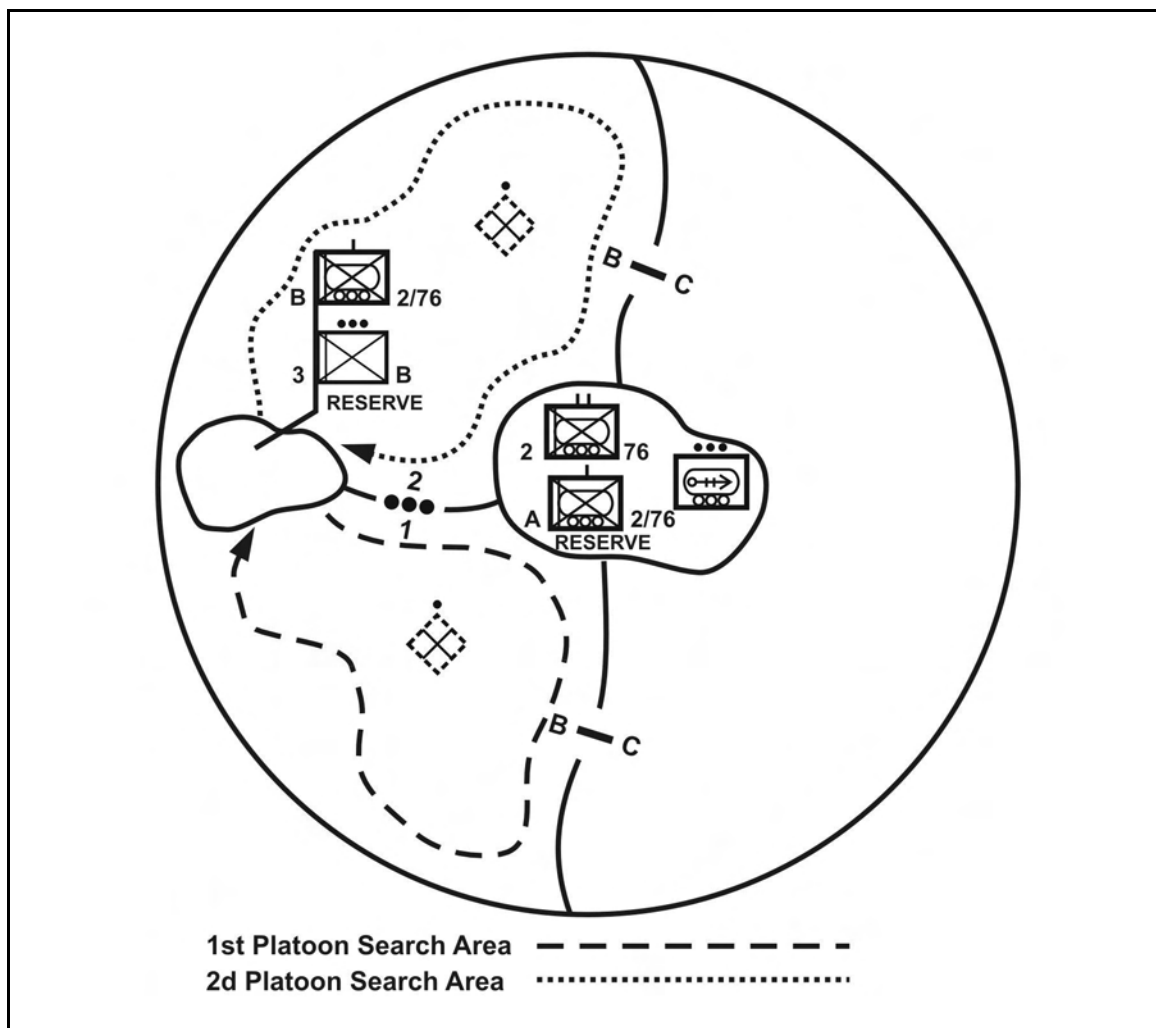 B
C
B 2/76
3 B
RESERVE
2 76
2
1
A 2/76
RESERVE
B
C
1st Platoon Search Area
2d Platoon Search Area